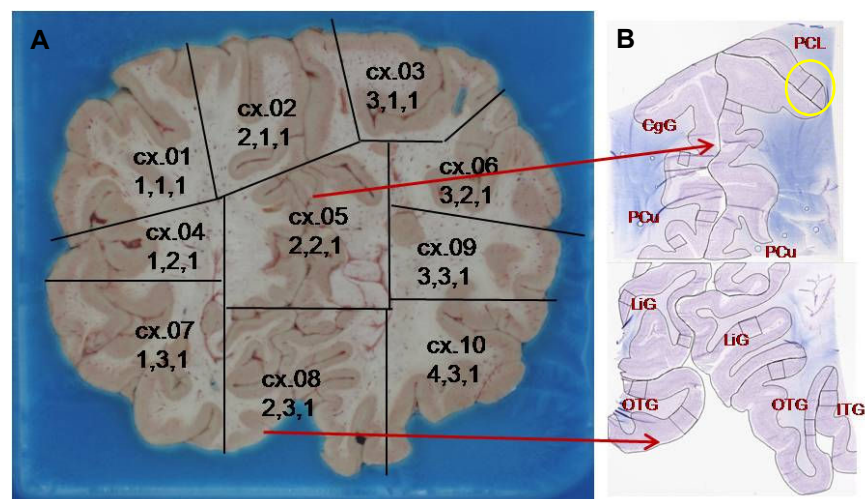 A
cx.01
1,1,1
cx.02
2,1,1
cx.03
3,1,1
cx.04
1,2,1
cx.05
2,2,1
cx.06
3,2,1
cx.07
1,3,1
cx.08
2,3,1
cx.09
3,3,1
cx.10
4,3,1
B
PCL
CgG
PCu
PCu
LiG
LiG
OTG
OTG
ITG